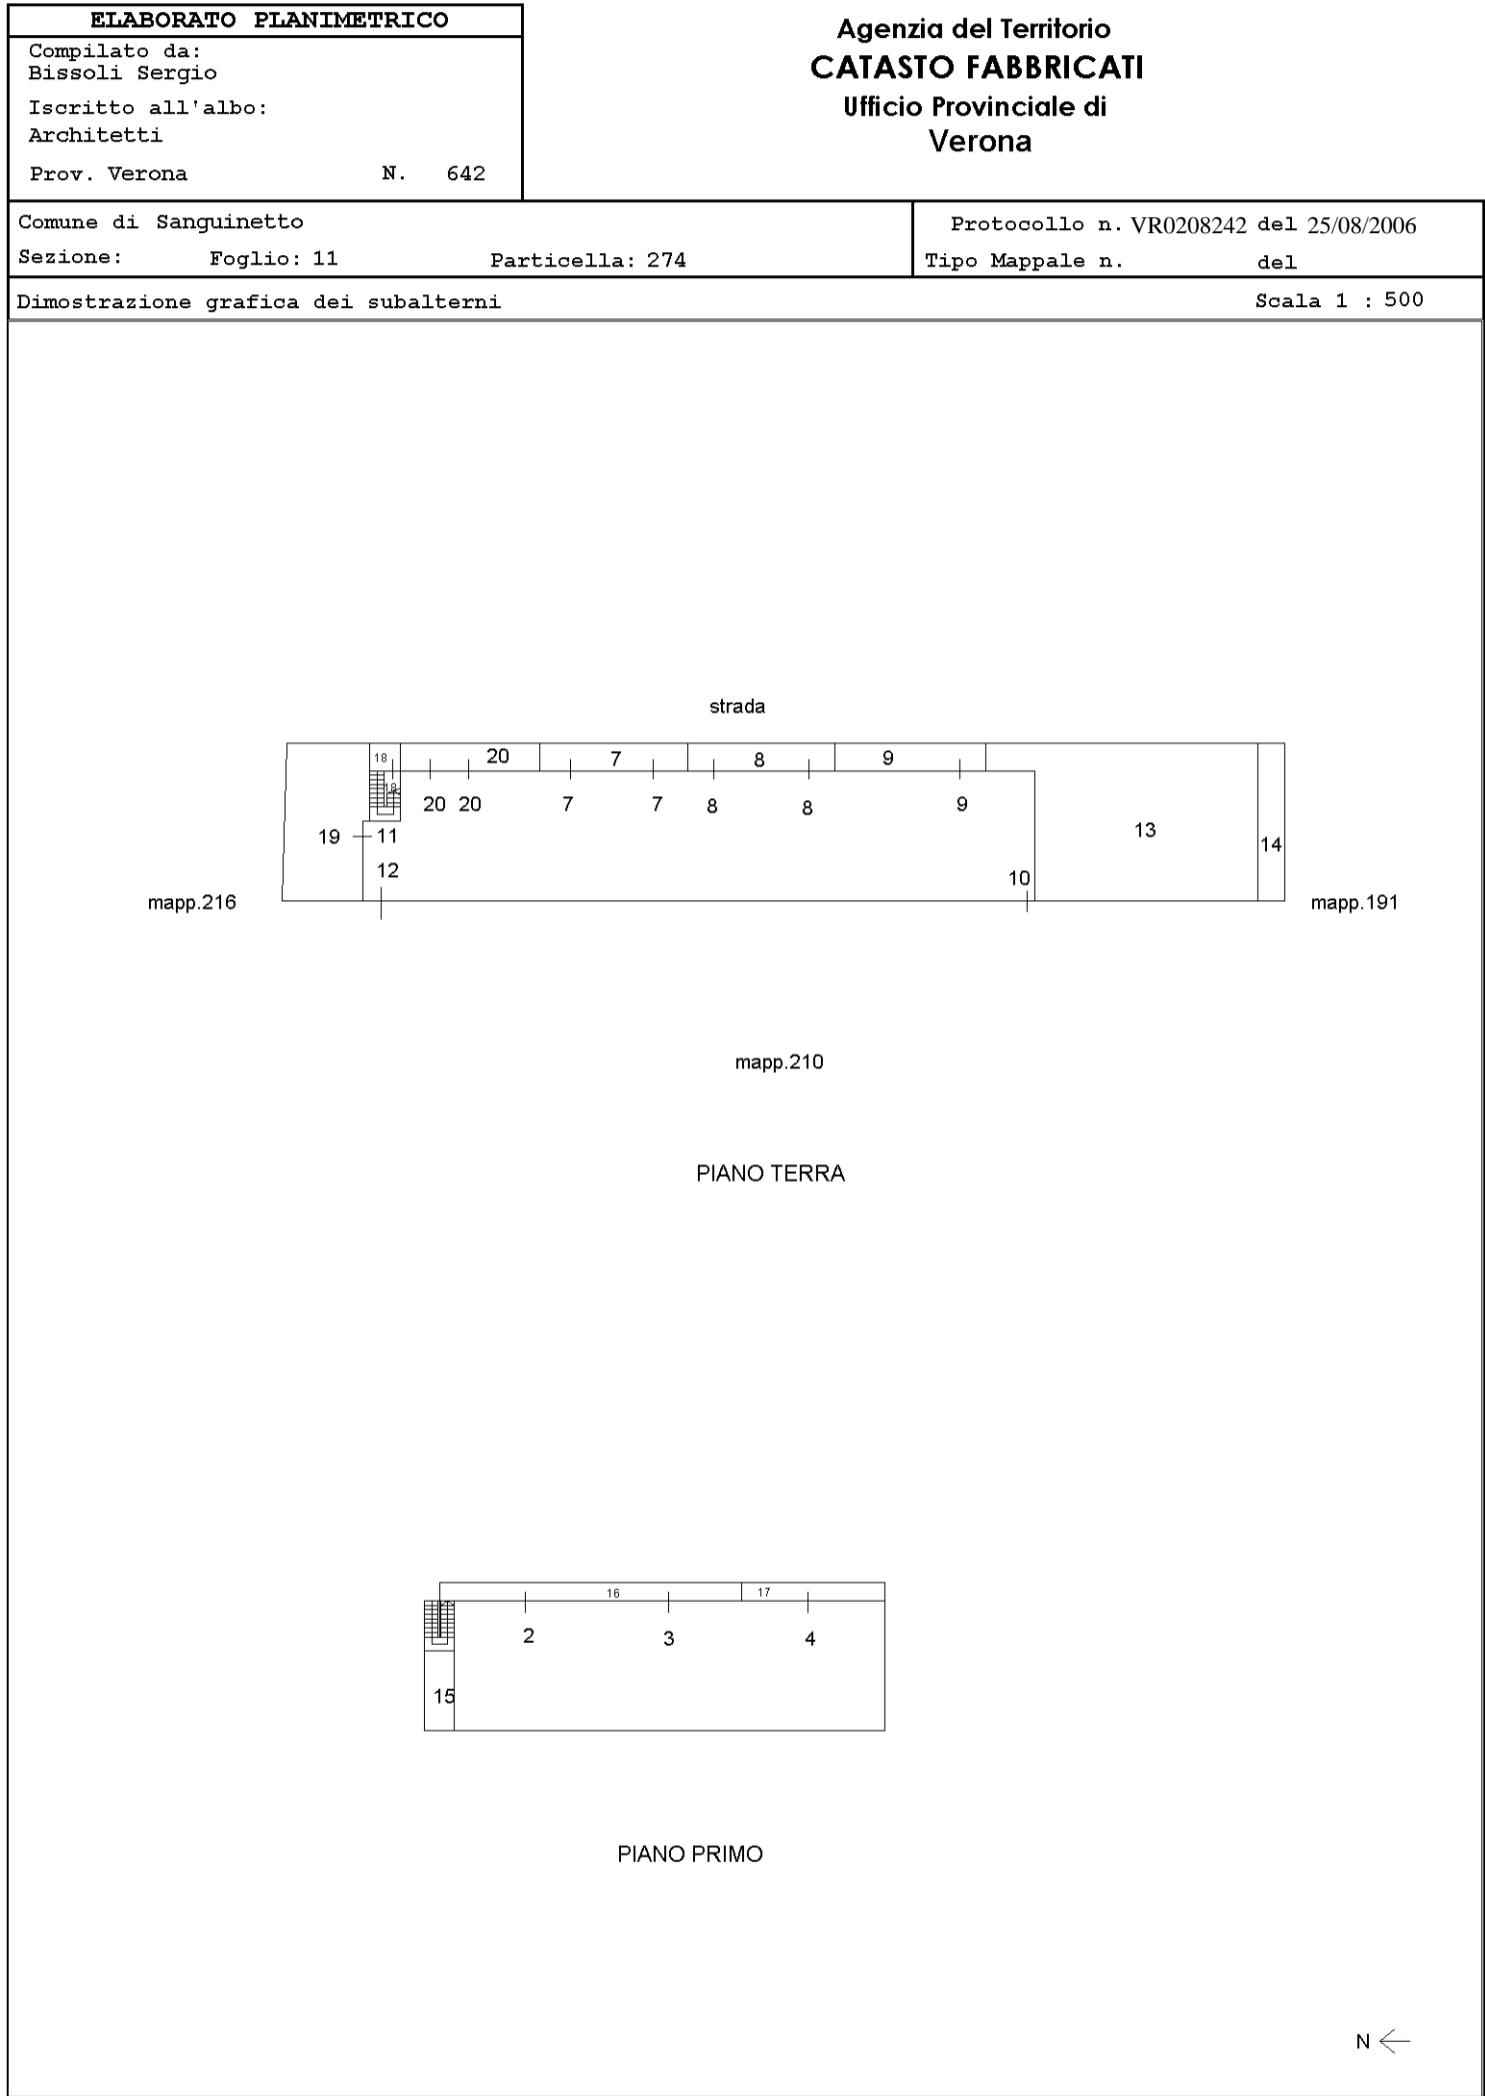 ELABORATO PLANIMETRICO
Compilato da:
Bissoli Sergio
Iscritto all'albo:
Architetti
Prov. Verona N. 642
Agenzia del Territorio
CATASTO FABBRICATI
Ufficio Provinciale di
Verona
Comune di Sanguinetto
Sezione: Foglio: 11 Particella: 274
Protocollo n. VR0208242 del 25/08/2006
Tipo Mappale n. del
Dimostrazione grafica dei subalterni Scala 1 : 500
strada
18 20 7 8 9
18
20 20 7 7 8 8 9
19 11 13
12 14
10
mapp.216 mapp.191
mapp.210
PIANO TERRA
16 17
2 3 4
15
PIANO PRIMO
N